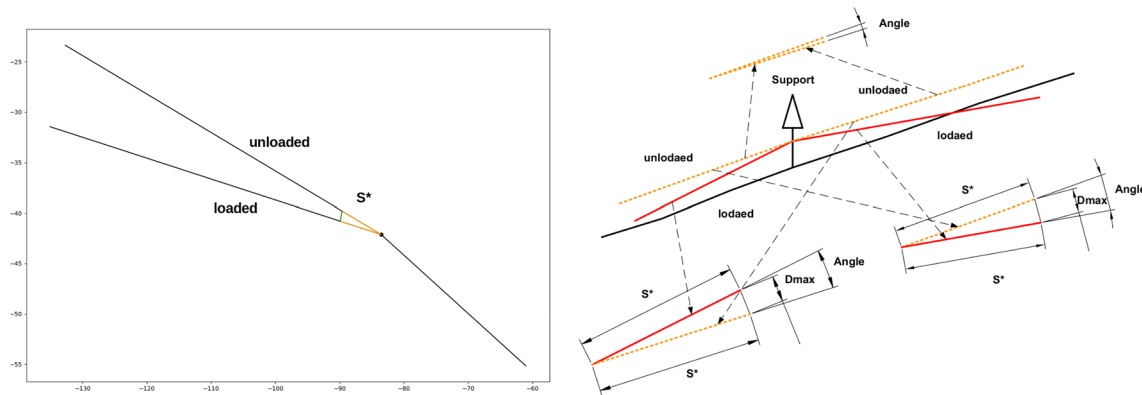 −25
−30
−35
−40
−45
−50
−55
−130
−120
−110
−100
−90
−80
−70
−60
unloaded
S*
loaded
Angle
Support
unlodaed
unlodaed
lodaed
lodaed
S*
Angle
Dmax
S*
Angle
Dmax
S*
S*